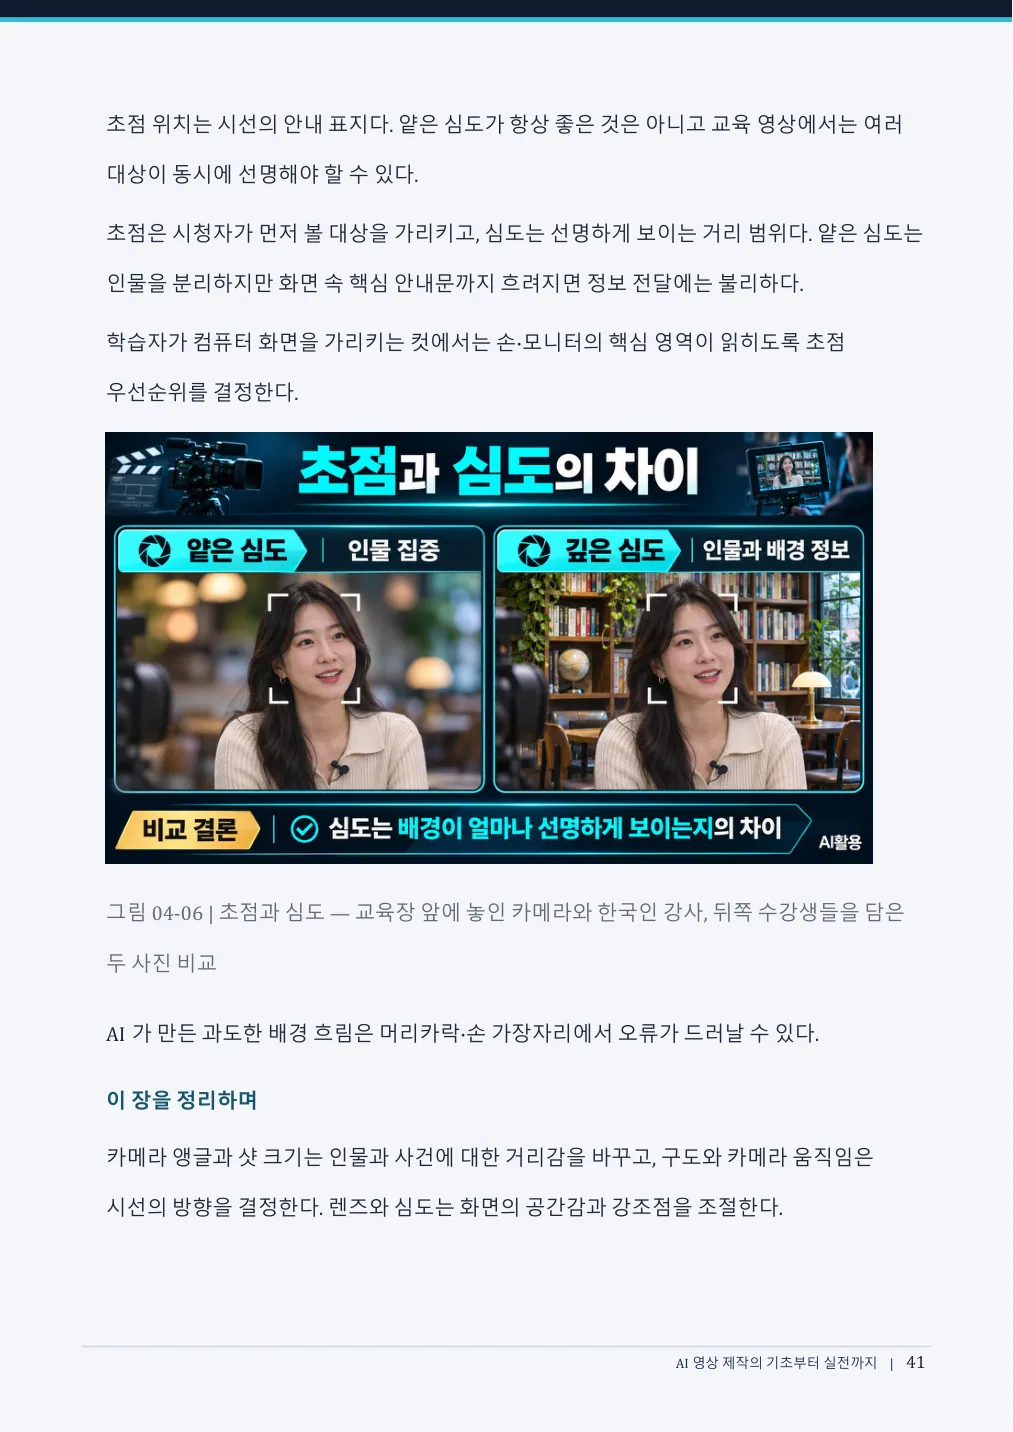 초점 위치는 시선의 안내 표지다. 얕은 심도가 항상 좋은 것은 아니고 교육 영상에서는 여러
대상이 동시에 선명해야 할 수 있다.
초점은 시청자가 먼저 볼 대상을 가리키고, 심도는 선명하게 보이는 거리 범위다. 얕은 심도는
인물을 분리하지만 화면 속 핵심 안내문까지 흐려지면 정보 전달에는 불리하다.
학습자가 컴퓨터 화면을 가리키는 컷에서는 손·모니터의 핵심 영역이 읽히도록 초점
우선순위를 결정한다.
초점과 심도의 차이
얕은 심도 | 인물 집중
깊은 심도 | 인물과 배경 정보
비교 결론 | 심도는 배경이 얼마나 선명하게 보이는지의 차이
AI활용
그림 04-06 | 초점과 심도 — 교육장 앞에 놓인 카메라와 한국인 강사, 뒤쪽 수강생들을 담은
두 사진 비교
AI 가 만든 과도한 배경 흐림은 머리카락·손 가장자리에서 오류가 드러날 수 있다.
이 장을 정리하며
카메라 앵글과 샷 크기는 인물과 사건에 대한 거리감을 바꾸고, 구도와 카메라 움직임은
시선의 방향을 결정한다. 렌즈와 심도는 화면의 공간감과 강조점을 조절한다.
AI 영상 제작의 기초부터 실전까지 | 41